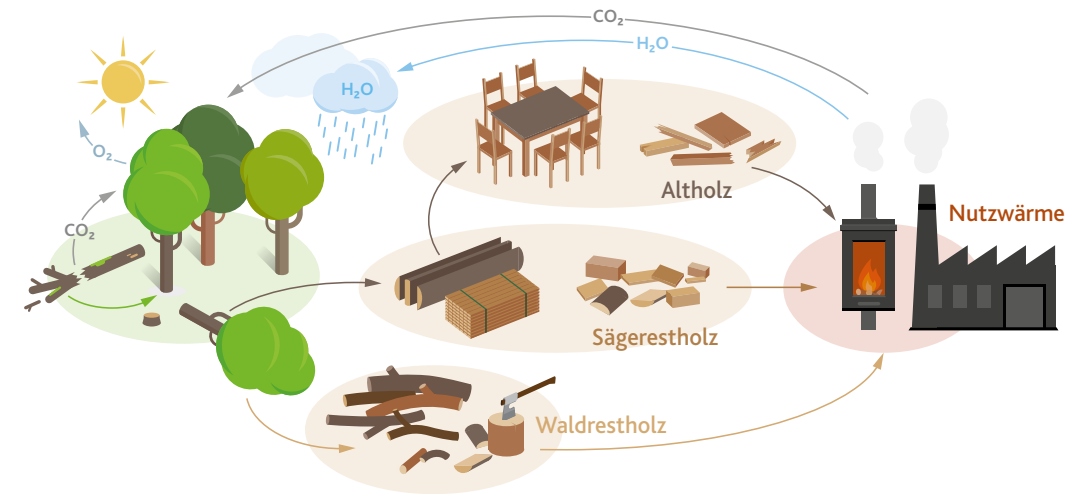 CO₂
H₂O
H₂O
O₂
CO₂
Altholz
Nutzwärme
Sägerestholz
Waldrestholz